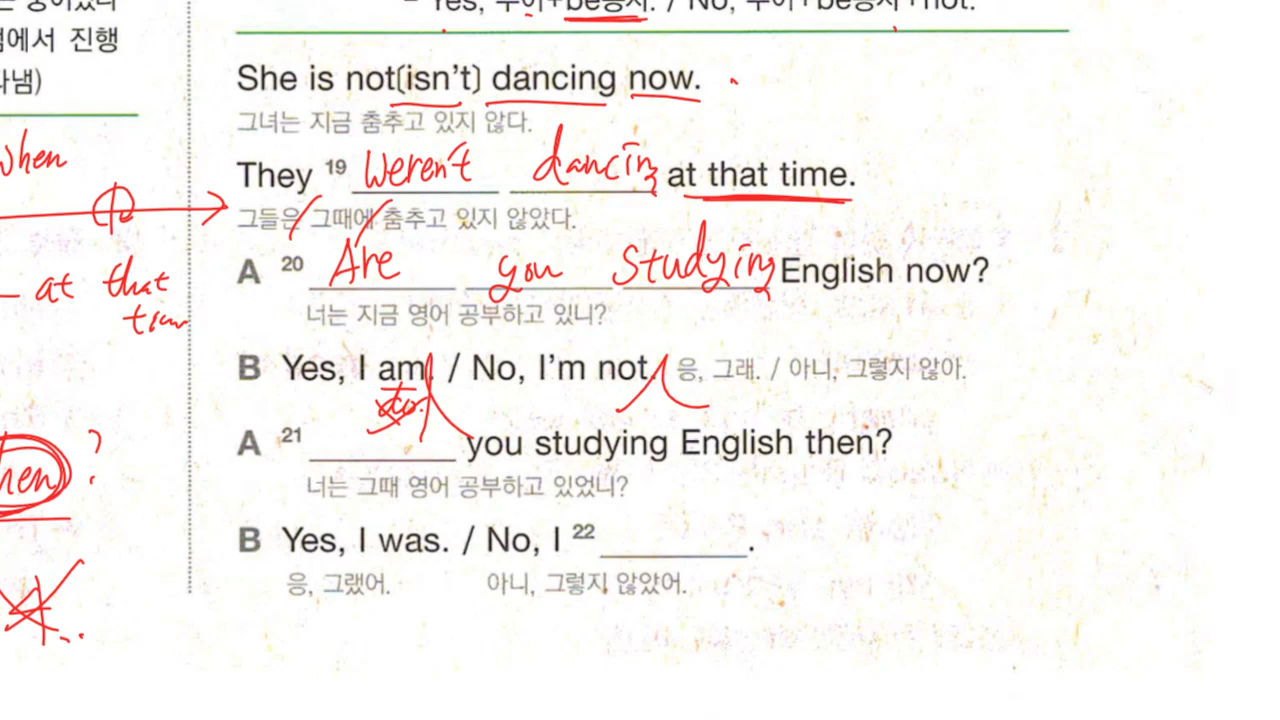 - Yes, 주어+be동사. / No, 주어+be동사+not.
에서 진행
She is not(isn't) dancing now.
그녀는 지금 춤추고 있지 않다.
when
They 19 weren't dancing at that time.
그들은 그때에 춤추고 있지 않았다.
A 20 Are you studying English now?
at that
너는 지금 영어 공부하고 있니?
B Yes, I am. / No, I'm not. 응, 그래. / 아니, 그렇지 않아.
A 21 you studying English then?
너는 그때 영어 공부하고 있었니?
B Yes, I was. / No, I 22 .
응, 그랬어. 아니, 그렇지 않았어.